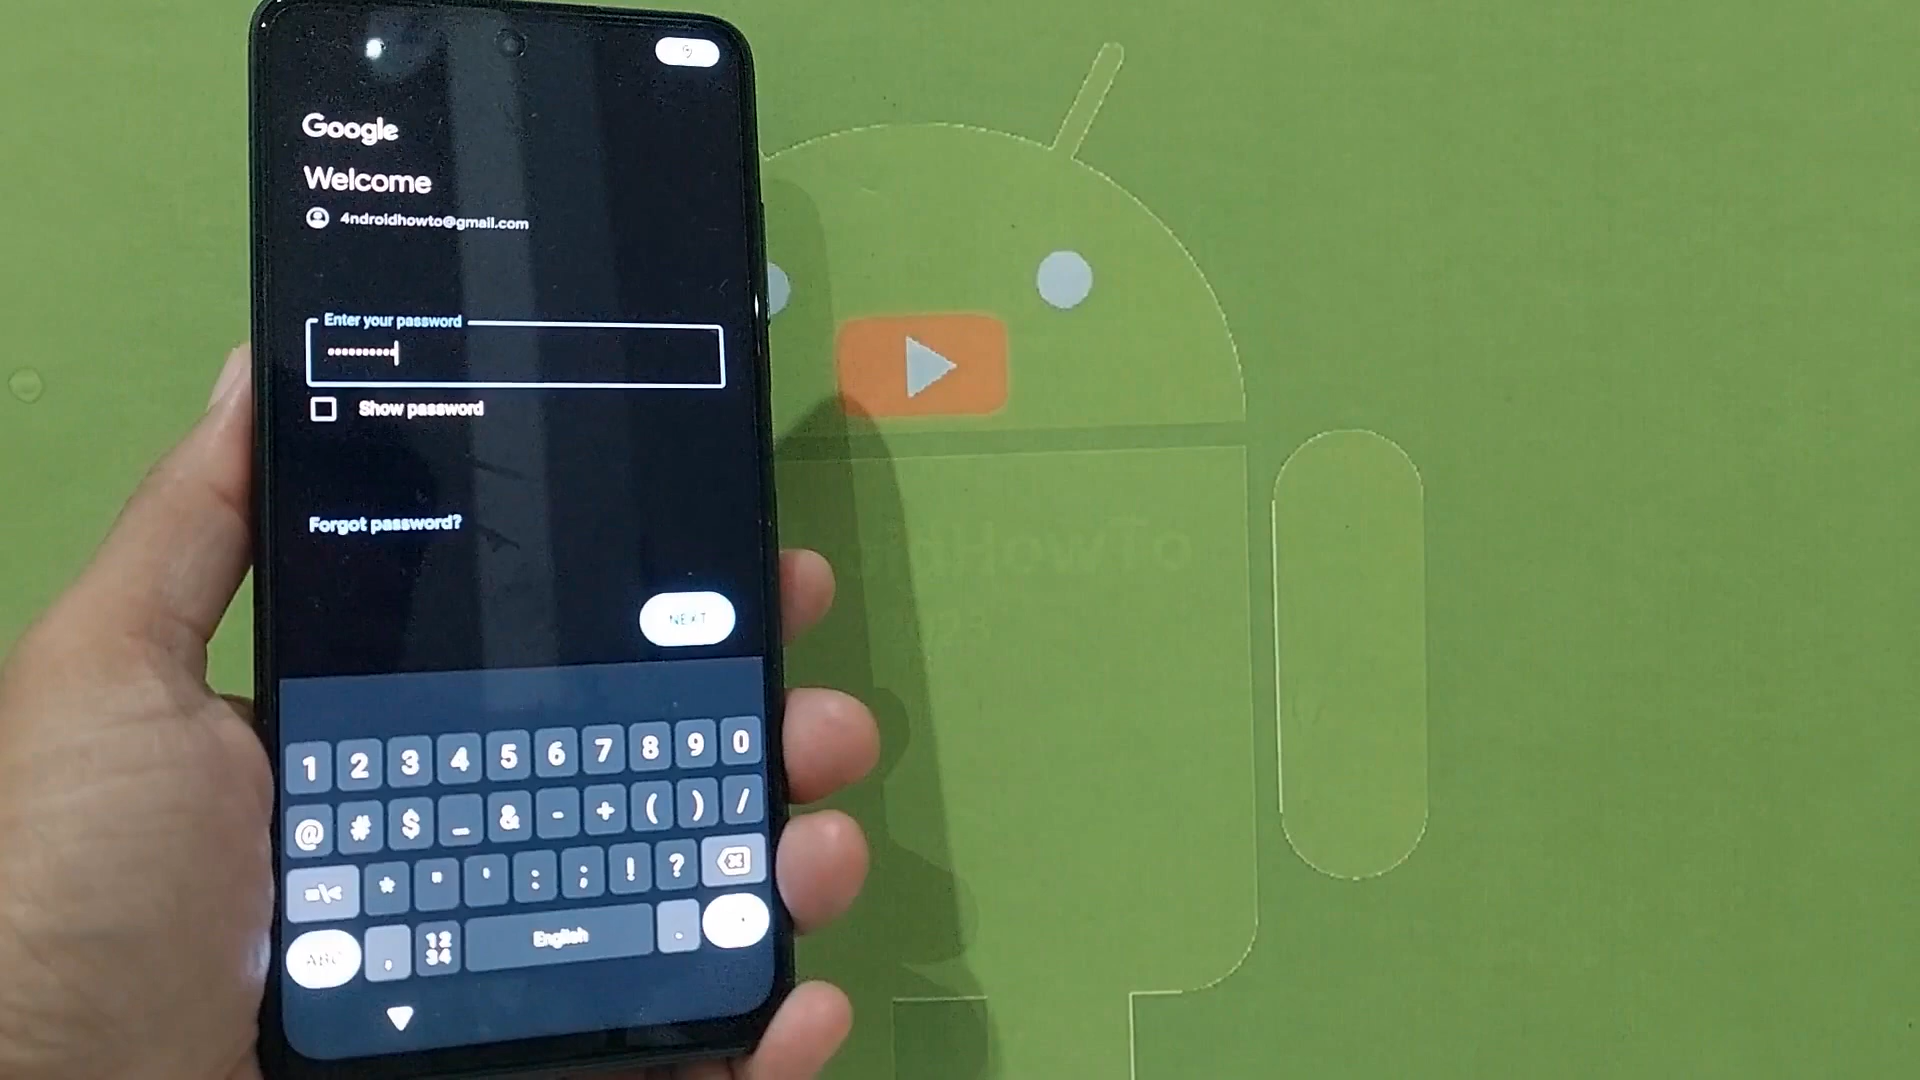 Google
Welcome
4ndroidhowto@gmail.com
Enter your password
••••••••••
Show password
Forgot password?
NEXT
1 2 3 4 5 6 7 8 9 0
@ # $ _ & - + ( ) /
=\< * " ' : ; ! ?
ABC , 12 34 English .
HowTo